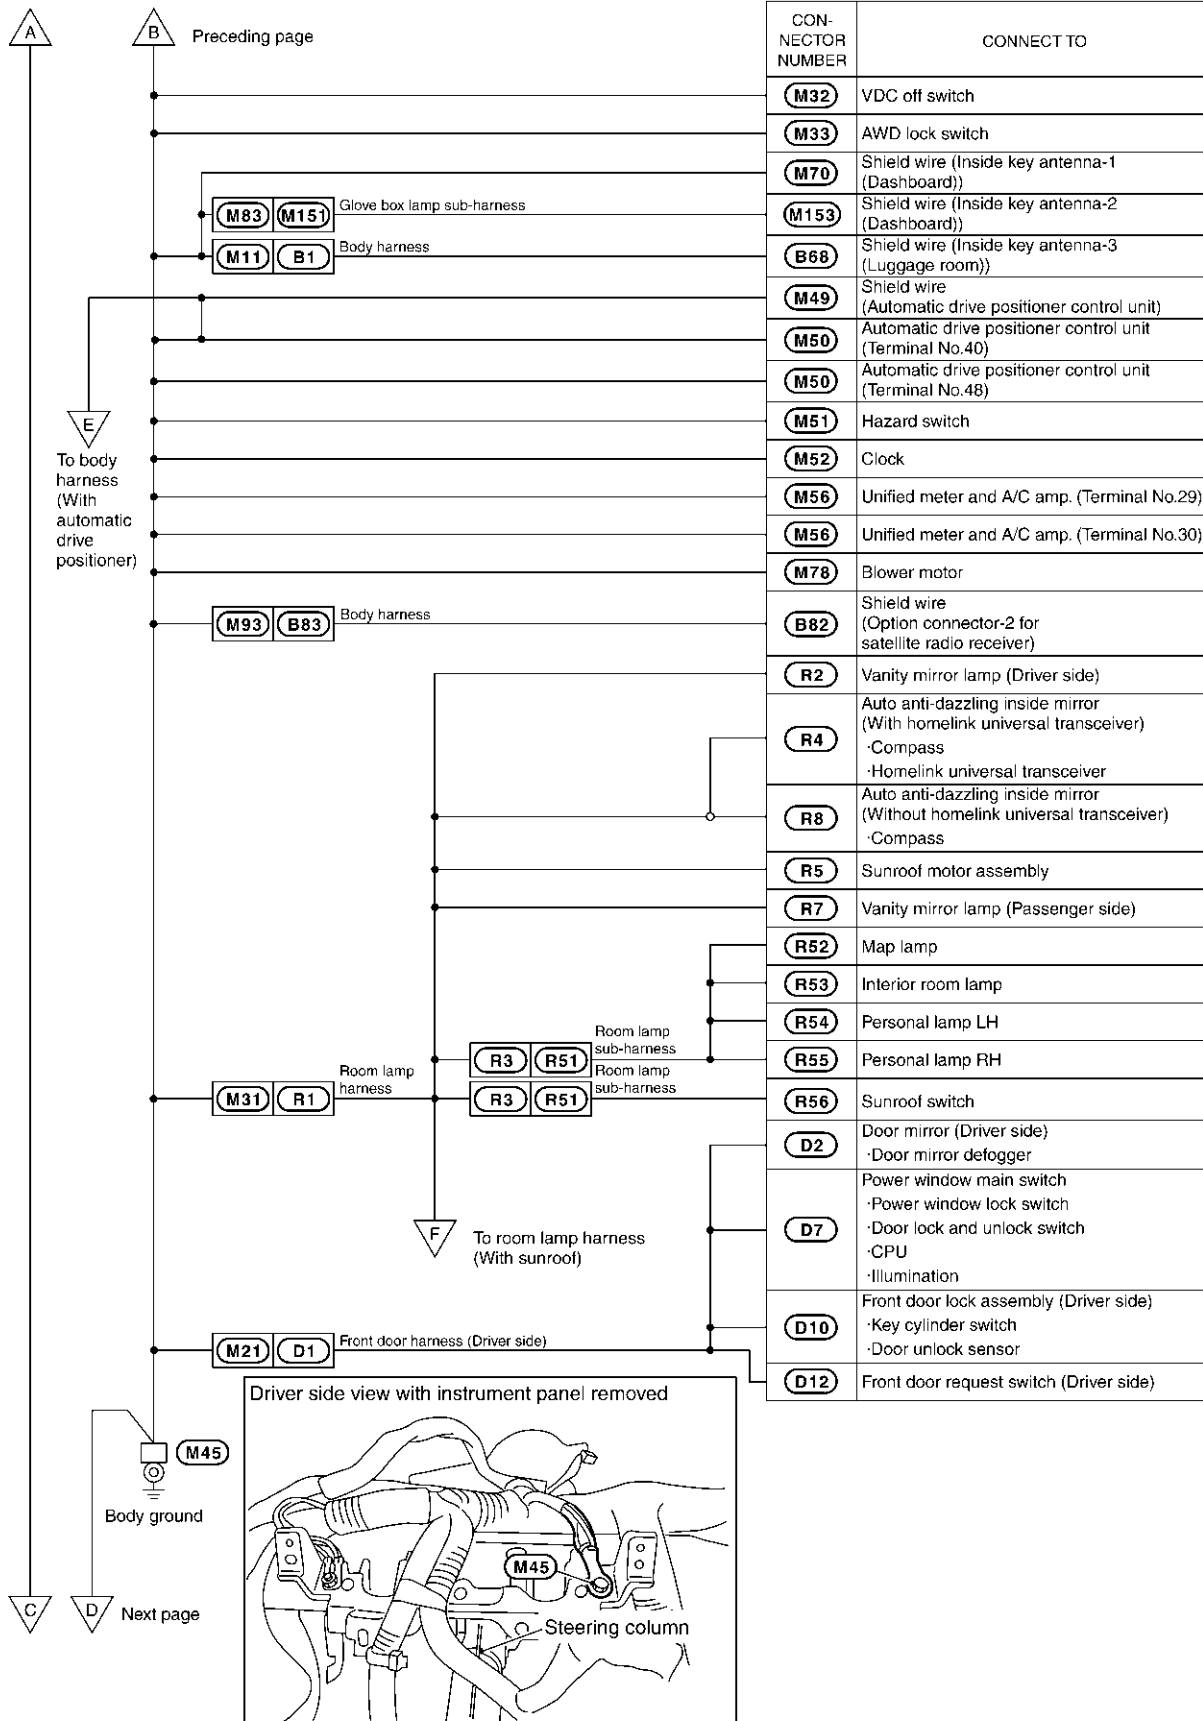 A
B
Preceding page
CON-
NECTOR
NUMBER
CONNECT TO
M32
VDC off switch
M33
AWD lock switch
M70
Shield wire (Inside key antenna-1
(Dashboard))
M83
M151
Glove box lamp sub-harness
M153
Shield wire (Inside key antenna-2
(Dashboard))
M11
B1
Body harness
B68
Shield wire (Inside key antenna-3
(Luggage room))
M49
Shield wire
(Automatic drive positioner control unit)
M50
Automatic drive positioner control unit
(Terminal No.40)
M50
Automatic drive positioner control unit
(Terminal No.48)
E
To body
harness
(With
automatic
drive
positioner)
M51
Hazard switch
M52
Clock
M56
Unified meter and A/C amp. (Terminal No.29)
M56
Unified meter and A/C amp. (Terminal No.30)
M78
Blower motor
M93
B83
Body harness
B82
Shield wire
(Option connector-2 for
satellite radio receiver)
R2
Vanity mirror lamp (Driver side)
R4
Auto anti-dazzling inside mirror
(With homelink universal transceiver)
·Compass
·Homelink universal transceiver
R8
Auto anti-dazzling inside mirror
(Without homelink universal transceiver)
·Compass
R5
Sunroof motor assembly
R7
Vanity mirror lamp (Passenger side)
R52
Map lamp
R53
Interior room lamp
R54
Personal lamp LH
R3
R51
Room lamp
sub-harness
R55
Personal lamp RH
M31
R1
Room lamp
harness
R3
R51
Room lamp
sub-harness
R56
Sunroof switch
D2
Door mirror (Driver side)
·Door mirror defogger
F
To room lamp harness
(With sunroof)
D7
Power window main switch
·Power window lock switch
·Door lock and unlock switch
·CPU
·Illumination
D10
Front door lock assembly (Driver side)
·Key cylinder switch
·Door unlock sensor
M21
D1
Front door harness (Driver side)
D12
Front door request switch (Driver side)
Driver side view with instrument panel removed
M45
Body ground
M45
Steering column
C
D
Next page